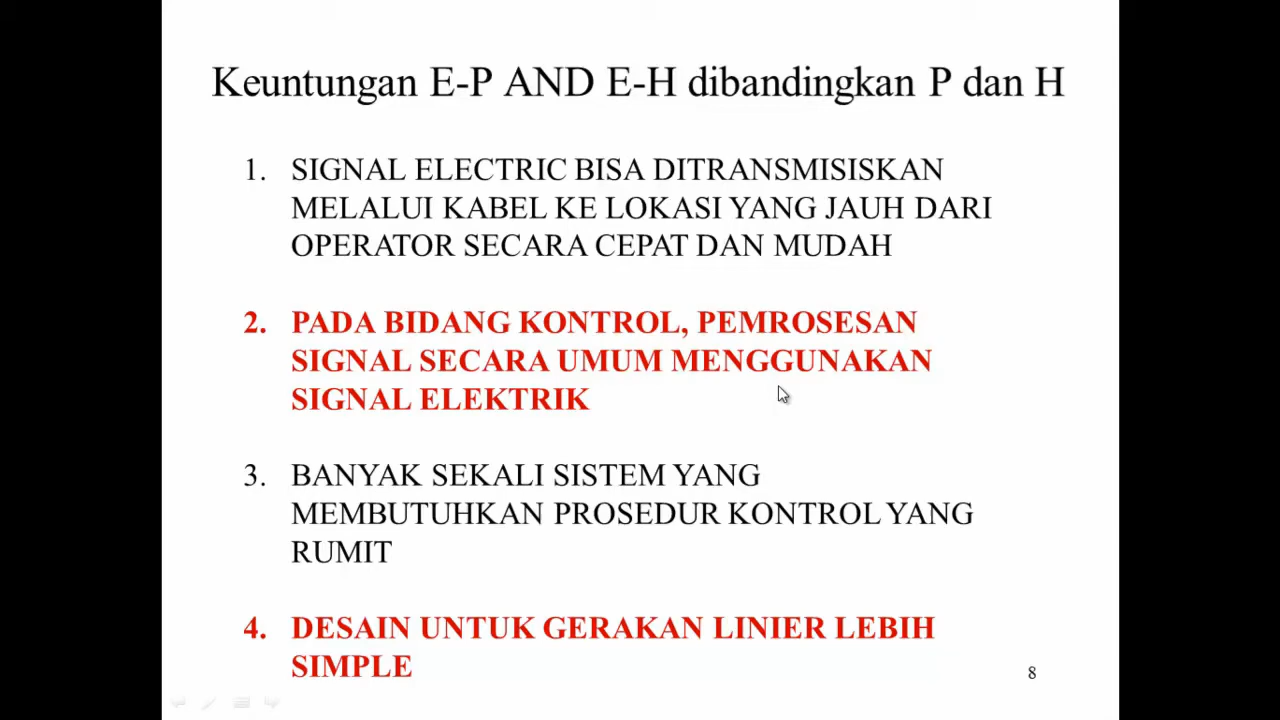 Keuntungan E-P AND E-H dibandingkan P dan H
1. SIGNAL ELECTRIC BISA DITRANSMISISKAN
MELALUI KABEL KE LOKASI YANG JAUH DARI
OPERATOR SECARA CEPAT DAN MUDAH
2. PADA BIDANG KONTROL, PEMROSESAN
SIGNAL SECARA UMUM MENGGUNAKAN
SIGNAL ELEKTRIK
3. BANYAK SEKALI SISTEM YANG
MEMBUTUHKAN PROSEDUR KONTROL YANG
RUMIT
4. DESAIN UNTUK GERAKAN LINIER LEBIH
SIMPLE
8